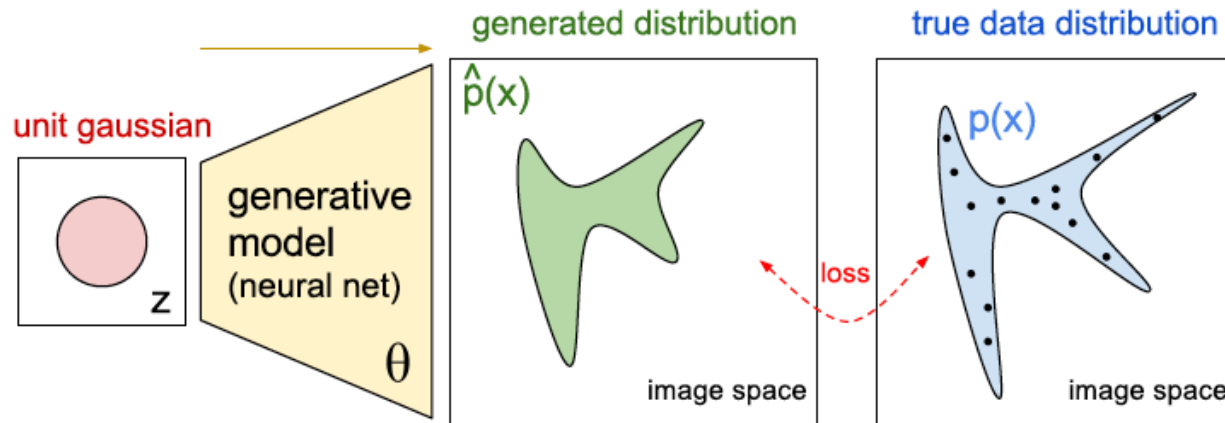 generated distribution
true data distribution
unit gaussian
z
generative
model
(neural net)
θ
p̂(x)
image space
loss
p(x)
image space